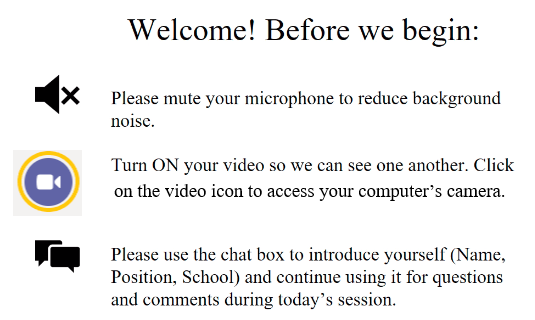 Welcome! Before we begin:
Please mute your microphone to reduce background
noise.
Turn ON your video so we can see one another. Click
on the video icon to access your computer’s camera.
Please use the chat box to introduce yourself (Name,
Position, School) and continue using it for questions
and comments during today’s session.